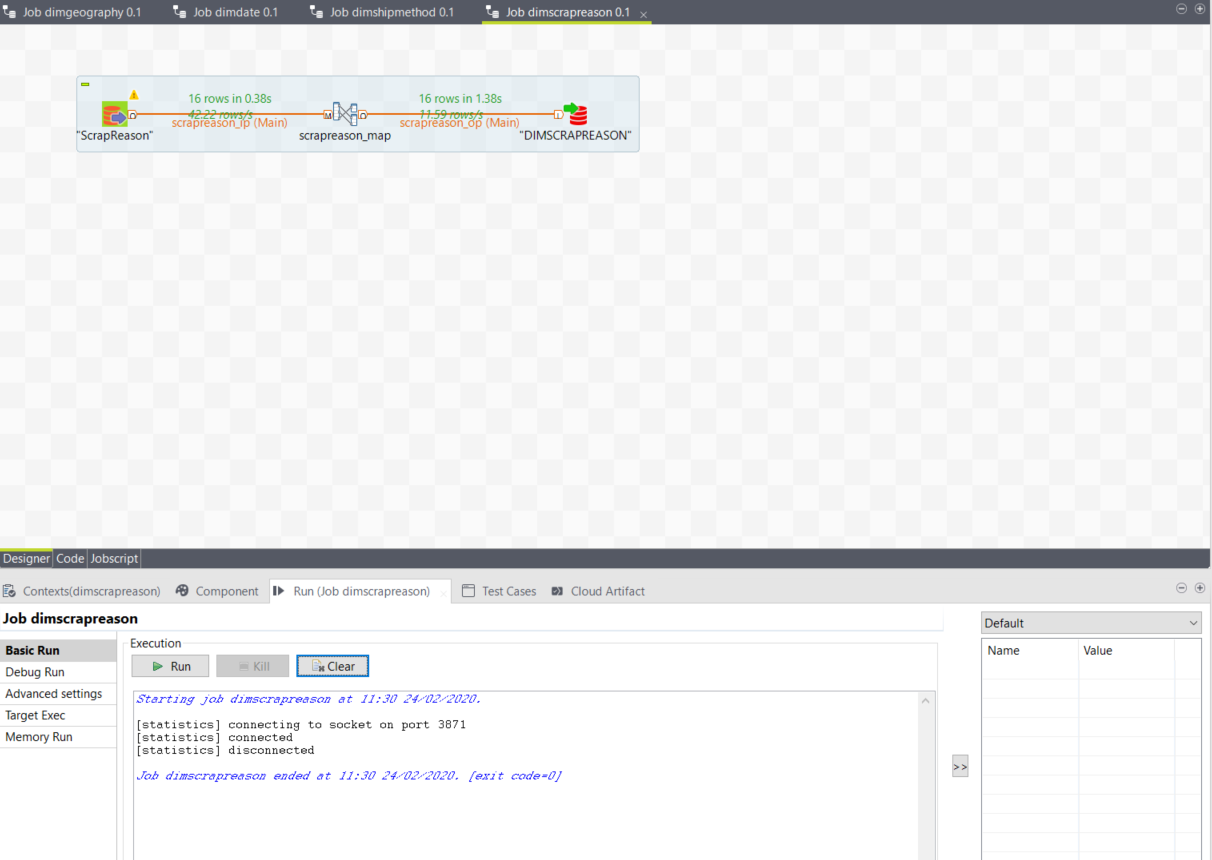 Job dimgeography 0.1
Job dimdate 0.1
Job dimshipmethod 0.1
Job dimscrapreason 0.1
16 rows in 0.38s
16 rows in 1.38s
42.22 rows/s
11.59 rows/s
scrapreason_ip (Main)
scrapreason_op (Main)
"ScrapReason"
scrapreason_map
"DIMSCRAPREASON"
Designer
Code
Jobscript
Contexts(dimscrapreason)
Component
Run (Job dimscrapreason)
Test Cases
Cloud Artifact
Job dimscrapreason
Default
Basic Run
Debug Run
Advanced settings
Target Exec
Memory Run
Execution
Run
Kill
Clear
Starting job dimscrapreason at 11:30 24/02/2020.
[statistics] connecting to socket on port 3871
[statistics] connected
[statistics] disconnected
Job dimscrapreason ended at 11:30 24/02/2020. [exit code=0]
>>
Name
Value